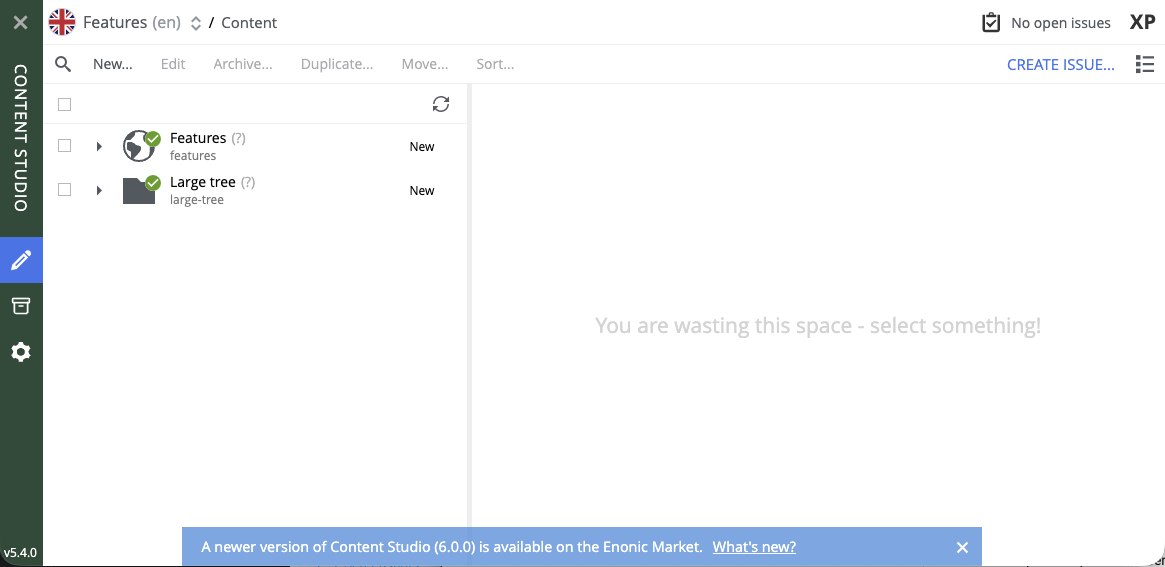 Features (en) / Content
No open issues
XP
New... Edit Archive... Duplicate... Move... Sort...
CREATE ISSUE...
CONTENT STUDIO
Features (?)
features
New
Large tree (?)
large-tree
New
You are wasting this space - select something!
v5.4.0
A newer version of Content Studio (6.0.0) is available on the Enonic Market. What's new?